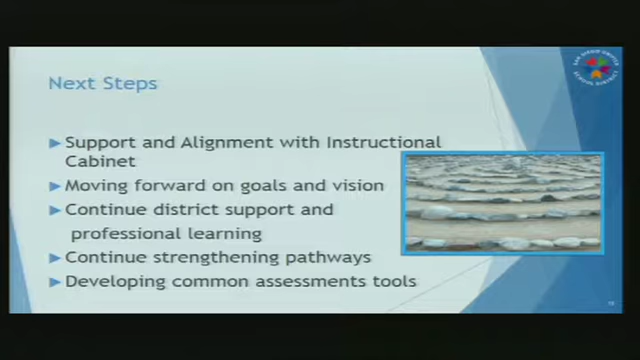 Next Steps
Support and Alignment with Instructional
Cabinet
Moving forward on goals and vision
Continue district support and
professional learning
Continue strengthening pathways
Developing common assessments tools